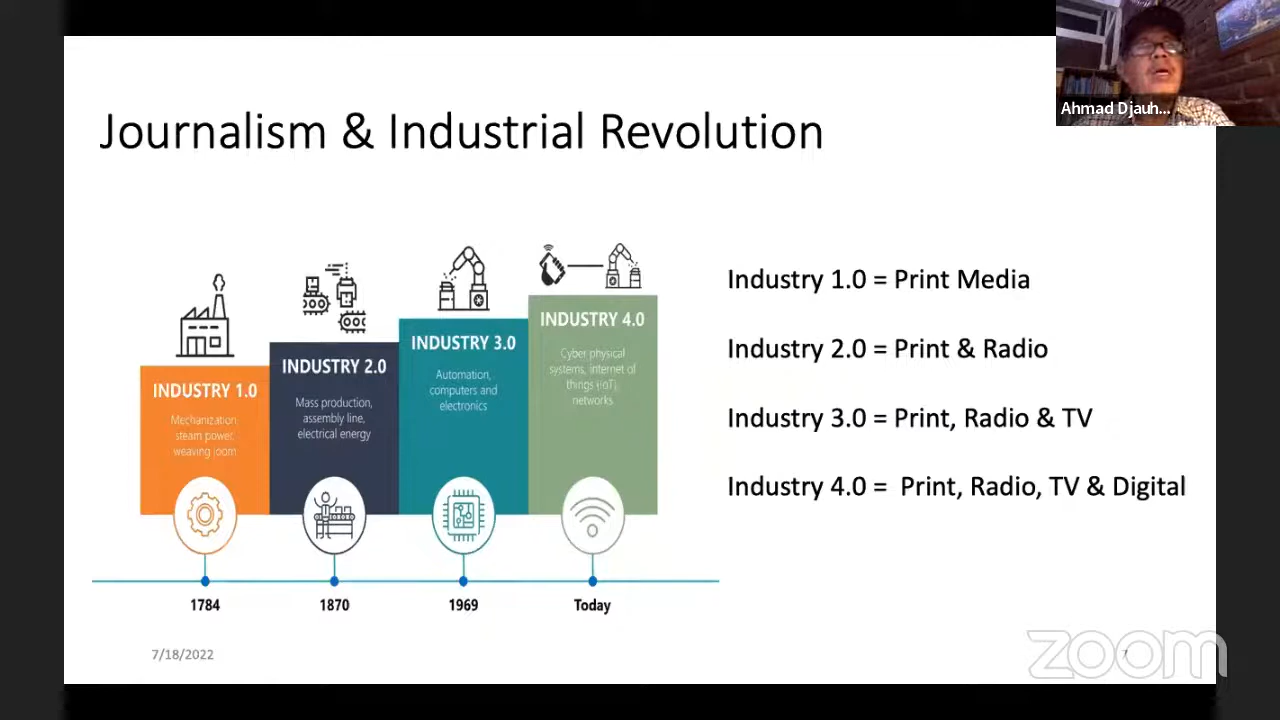 Ahmad Djauh...
Journalism & Industrial Revolution
INDUSTRY 1.0
Mechanization,
steam power,
weaving loom
INDUSTRY 2.0
Mass production,
assembly line,
electrical energy
INDUSTRY 3.0
Automation,
computers and
electronics
INDUSTRY 4.0
Cyber physical
systems, internet of
things (IoT),
networks
1784
1870
1969
Today
Industry 1.0 = Print Media
Industry 2.0 = Print & Radio
Industry 3.0 = Print, Radio & TV
Industry 4.0 = Print, Radio, TV & Digital
7/18/2022
7
zoom